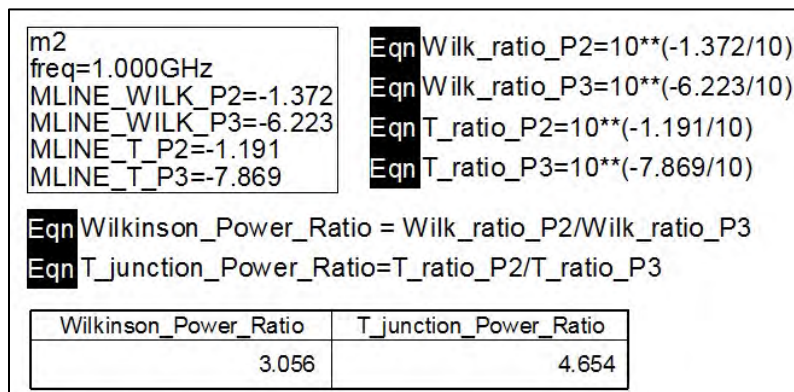 m2
freq=1.000GHz
MLINE_WILK_P2=-1.372
MLINE_WILK_P3=-6.223
MLINE_T_P2=-1.191
MLINE_T_P3=-7.869
Eqn Wilk_ratio_P2=10**(-1.372/10)
Eqn Wilk_ratio_P3=10**(-6.223/10)
Eqn T_ratio_P2=10**(-1.191/10)
Eqn T_ratio_P3=10**(-7.869/10)
Eqn Wilkinson_Power_Ratio = Wilk_ratio_P2/Wilk_ratio_P3
Eqn T_junction_Power_Ratio=T_ratio_P2/T_ratio_P3
Wilkinson_Power_Ratio T_junction_Power_Ratio
3.056 4.654